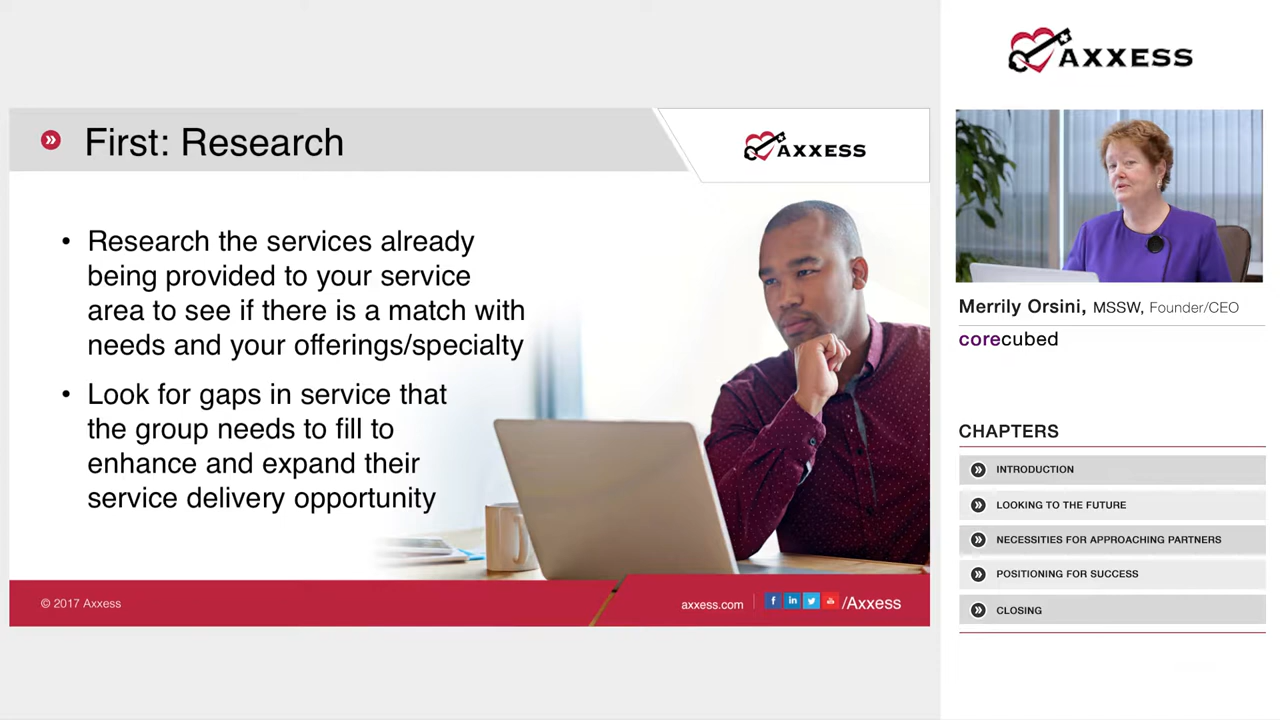 First: Research
AXXESS
• Research the services already
being provided to your service
area to see if there is a match with
needs and your offerings/specialty
• Look for gaps in service that
the group needs to fill to
enhance and expand their
service delivery opportunity
© 2017 Axxess
axxess.com
/Axxess
AXXESS
Merrily Orsini, MSSW, Founder/CEO
corecubed
CHAPTERS
INTRODUCTION
LOOKING TO THE FUTURE
NECESSITIES FOR APPROACHING PARTNERS
POSITIONING FOR SUCCESS
CLOSING